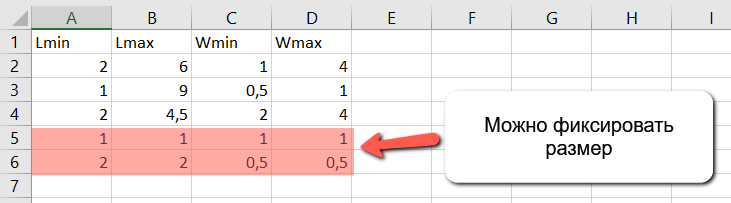 A B C D E F G H I
1 Lmin Lmax Wmin Wmax
2 2 6 1 4
3 1 9 0,5 1
4 2 4,5 2 4
5 1 1 1 1
6 2 2 0,5 0,5
7
Можно фиксировать
размер